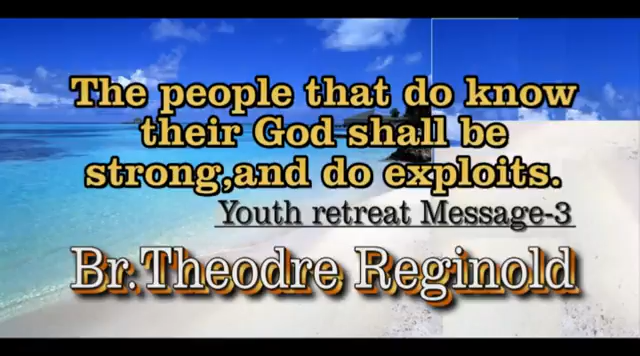 The people that do know
their God shall be
strong,and do exploits.
Youth retreat Message-3
Br.Theodre Reginold